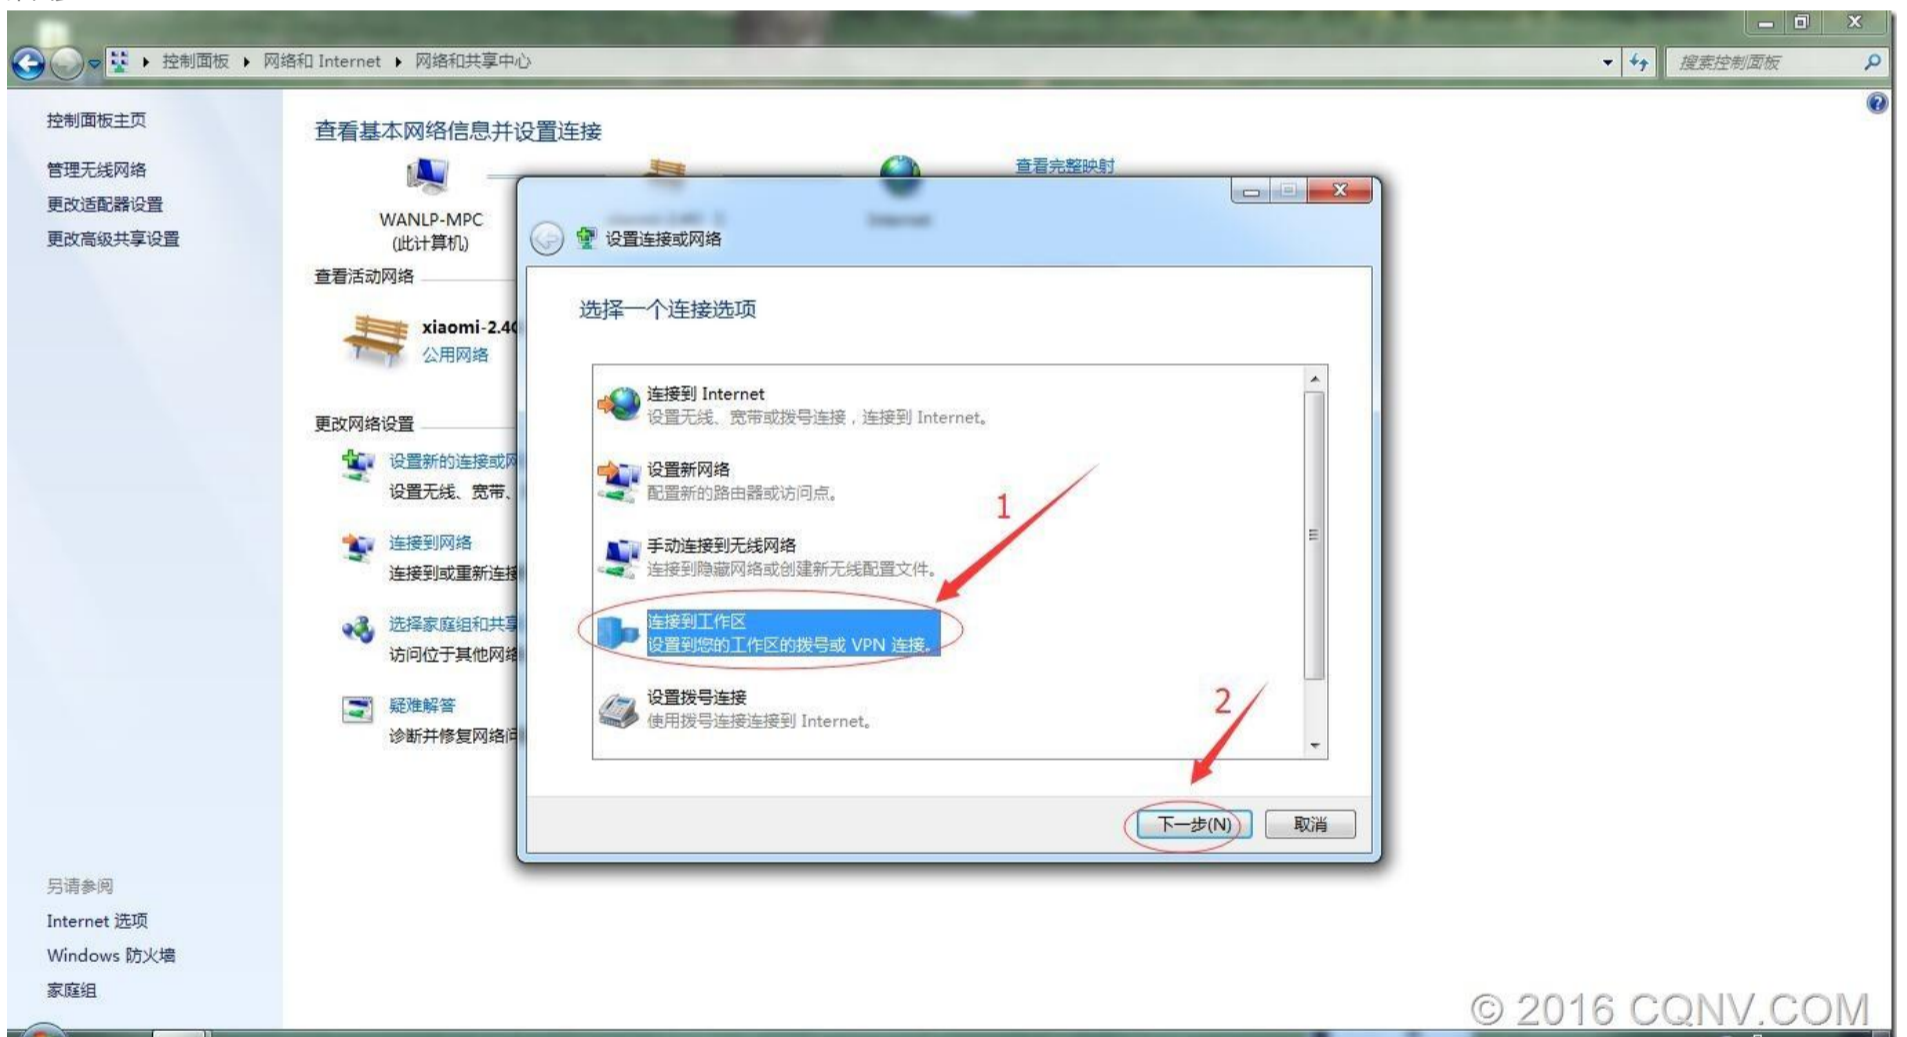 控制面板 ▸ 网络和 Internet ▸ 网络和共享中心
搜索控制面板
控制面板主页
管理无线网络
更改适配器设置
更改高级共享设置
查看基本网络信息并设置连接
查看完整映射
WANLP-MPC
(此计算机)
查看活动网络
xiaomi-2.4G
公用网络
更改网络设置
设置新的连接或网
设置无线、宽带、
连接到网络
连接到或重新连接
选择家庭组和共享
访问位于其他网络
疑难解答
诊断并修复网络问
另请参阅
Internet 选项
Windows 防火墙
家庭组
设置连接或网络
选择一个连接选项
连接到 Internet
设置无线、宽带或拨号连接，连接到 Internet。
设置新网络
配置新的路由器或访问点。
手动连接到无线网络
连接到隐藏网络或创建新无线配置文件。
1
连接到工作区
设置到您的工作区的拨号或 VPN 连接。
设置拨号连接
使用拨号连接连接到 Internet。
2
下一步(N)
取消
© 2016 CQNV.COM